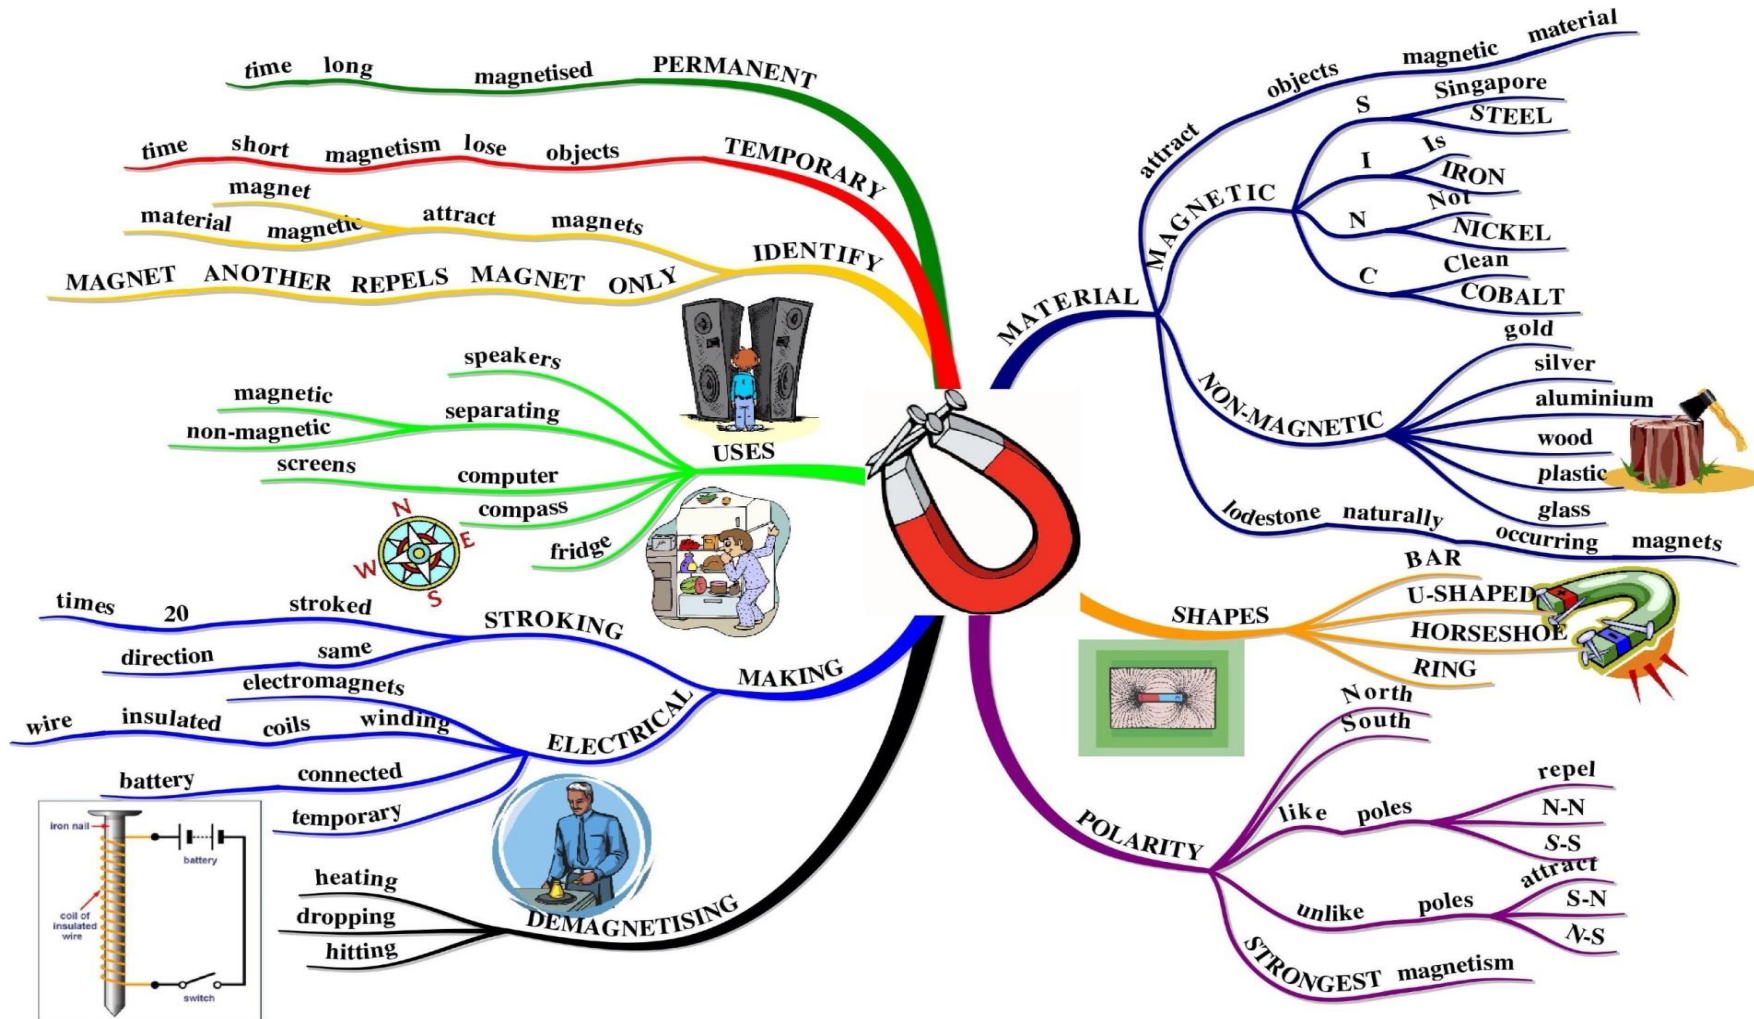 PERMANENT
time long magnetised
TEMPORARY
time short magnetism lose objects
IDENTIFY
magnet
material magnetic attract magnets
MAGNET ANOTHER REPELS MAGNET ONLY
USES
speakers
magnetic
non-magnetic
separating
screens computer
compass
fridge
N
E
W
S
MAKING
STROKING
times 20 stroked
direction same
ELECTRICAL
electromagnets
wire insulated coils winding
battery connected
temporary
iron nail
battery
coil of
insulated
wire
switch
DEMAGNETISING
heating
dropping
hitting
MATERIAL
attract objects magnetic material
MAGNETIC
S
Singapore
STEEL
I
Is
IRON
N
Not
NICKEL
C
Clean
COBALT
NON-MAGNETIC
gold
silver
aluminium
wood
plastic
glass
lodestone naturally occurring magnets
SHAPES
BAR
U-SHAPED
HORSESHOE
RING
POLARITY
North
South
like poles
repel
N-N
S-S
unlike poles
attract
S-N
N-S
STRONGEST magnetism